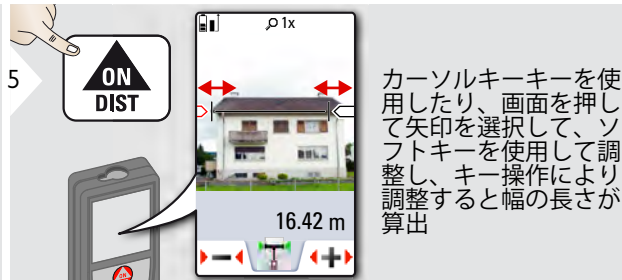 5
ON
DIST
1x
16.42 m
カーソルキーキーを使
用したり、画面を押し
て矢印を選択して、ソ
フトキーを使用して調
整し、キー操作により
調整すると幅の長さが
算出